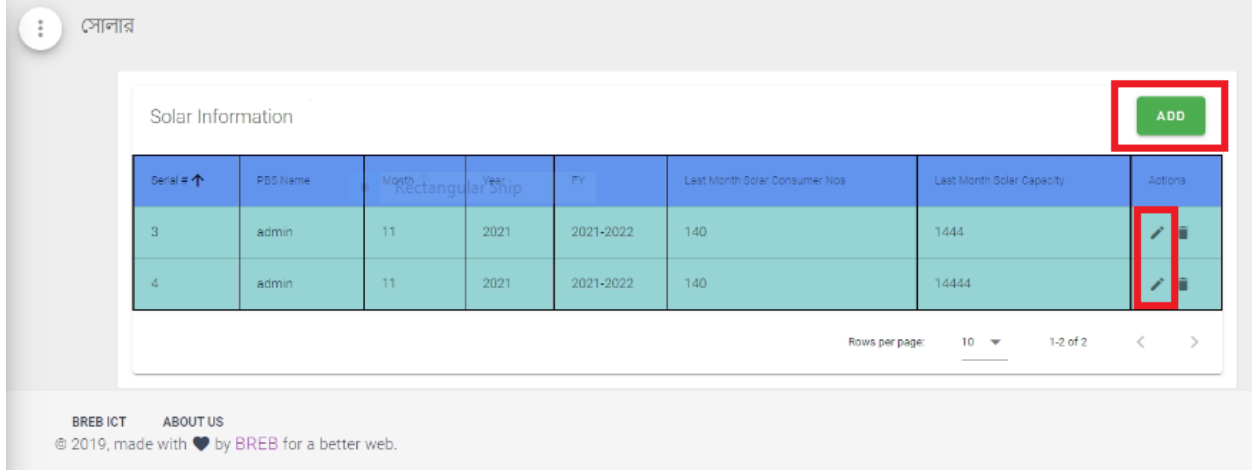 সোলার
Solar Information
ADD
Serial # PBS Name Month Year FY Last Month Solar Consumer Nos Last Month Solar Capacity Actions
Rectangular Snip
3 admin 11 2021 2021-2022 140 1444
4 admin 11 2021 2021-2022 140 14444
Rows per page: 10 1-2 of 2
BREB ICT ABOUT US
© 2019, made with by BREB for a better web.